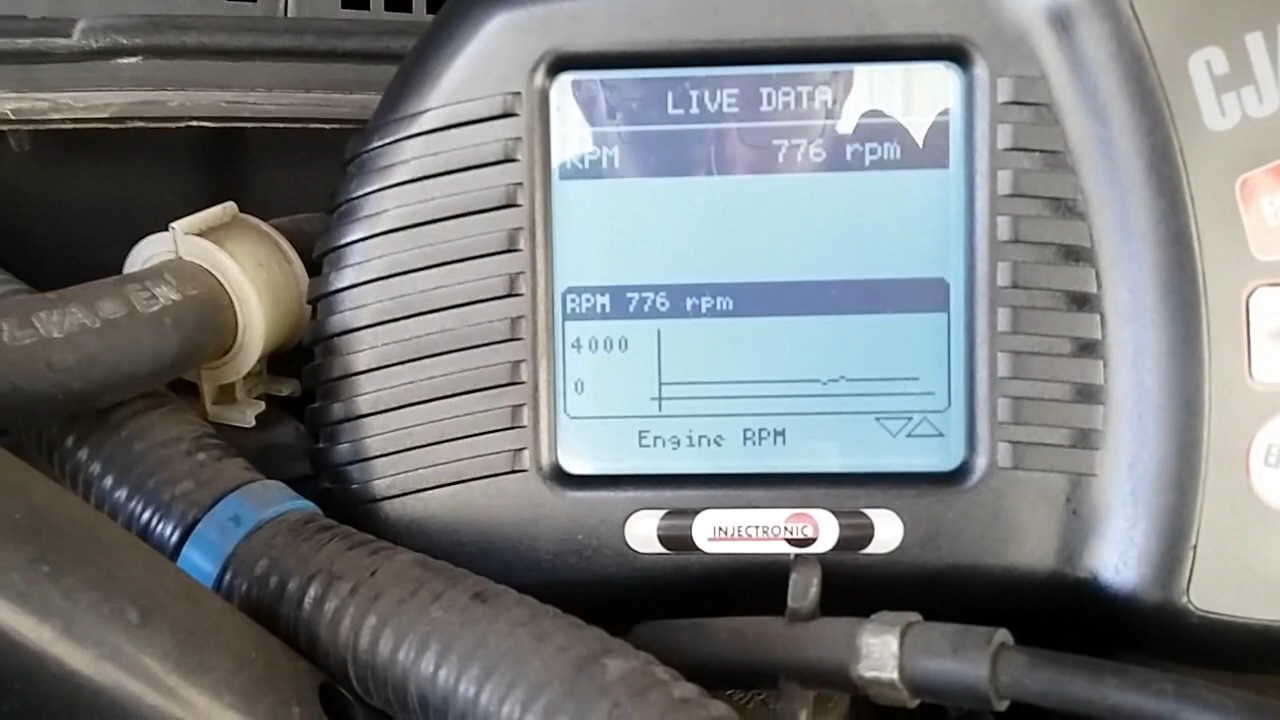 LIVE DATA
RPM 776 rpm
RPM 776 rpm
4000
0
Engine RPM
INJECTRONIC
CJ